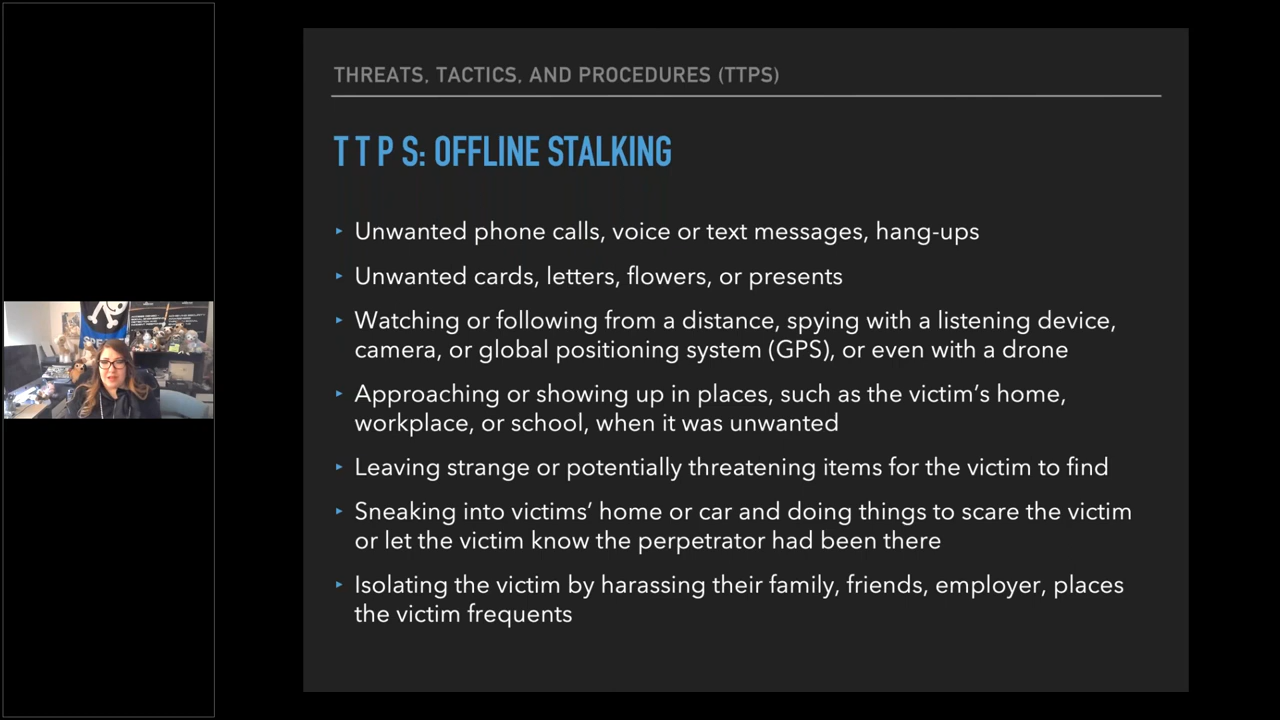 THREATS, TACTICS, AND PROCEDURES (TTPS)
T T P S: OFFLINE STALKING
‣ Unwanted phone calls, voice or text messages, hang-ups
‣ Unwanted cards, letters, flowers, or presents
‣ Watching or following from a distance, spying with a listening device,
camera, or global positioning system (GPS), or even with a drone
‣ Approaching or showing up in places, such as the victim’s home,
workplace, or school, when it was unwanted
‣ Leaving strange or potentially threatening items for the victim to find
‣ Sneaking into victims’ home or car and doing things to scare the victim
or let the victim know the perpetrator had been there
‣ Isolating the victim by harassing their family, friends, employer, places
the victim frequents